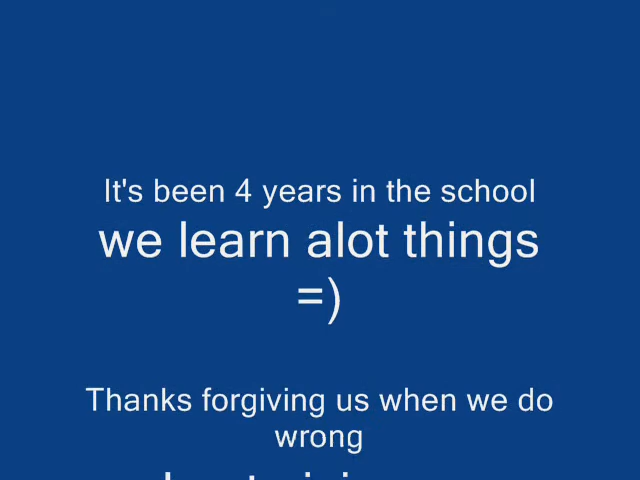 It's been 4 years in the school
we learn alot things
=)
Thanks forgiving us when we do
wrong